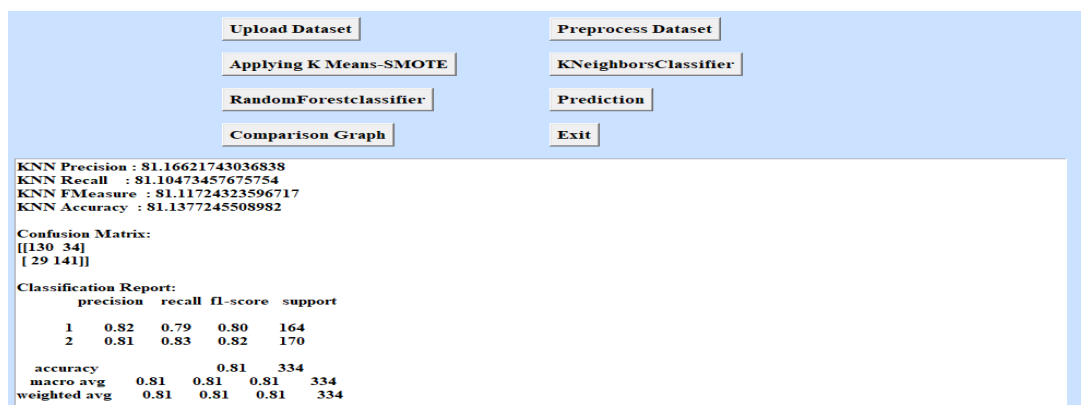 Upload Dataset
Preprocess Dataset
Applying K Means-SMOTE
KNeighborsClassifier
RandomForestclassifier
Prediction
Comparison Graph
Exit
KNN Precision : 81.16621743036838
KNN Recall : 81.10473457675754
KNN FMeasure : 81.11724323596717
KNN Accuracy : 81.1377245508982
Confusion Matrix:
[[130 34]
[ 29 141]]
Classification Report:
precision recall f1-score support
1 0.82 0.79 0.80 164
2 0.81 0.83 0.82 170
accuracy 0.81 334
macro avg 0.81 0.81 0.81 334
weighted avg 0.81 0.81 0.81 334